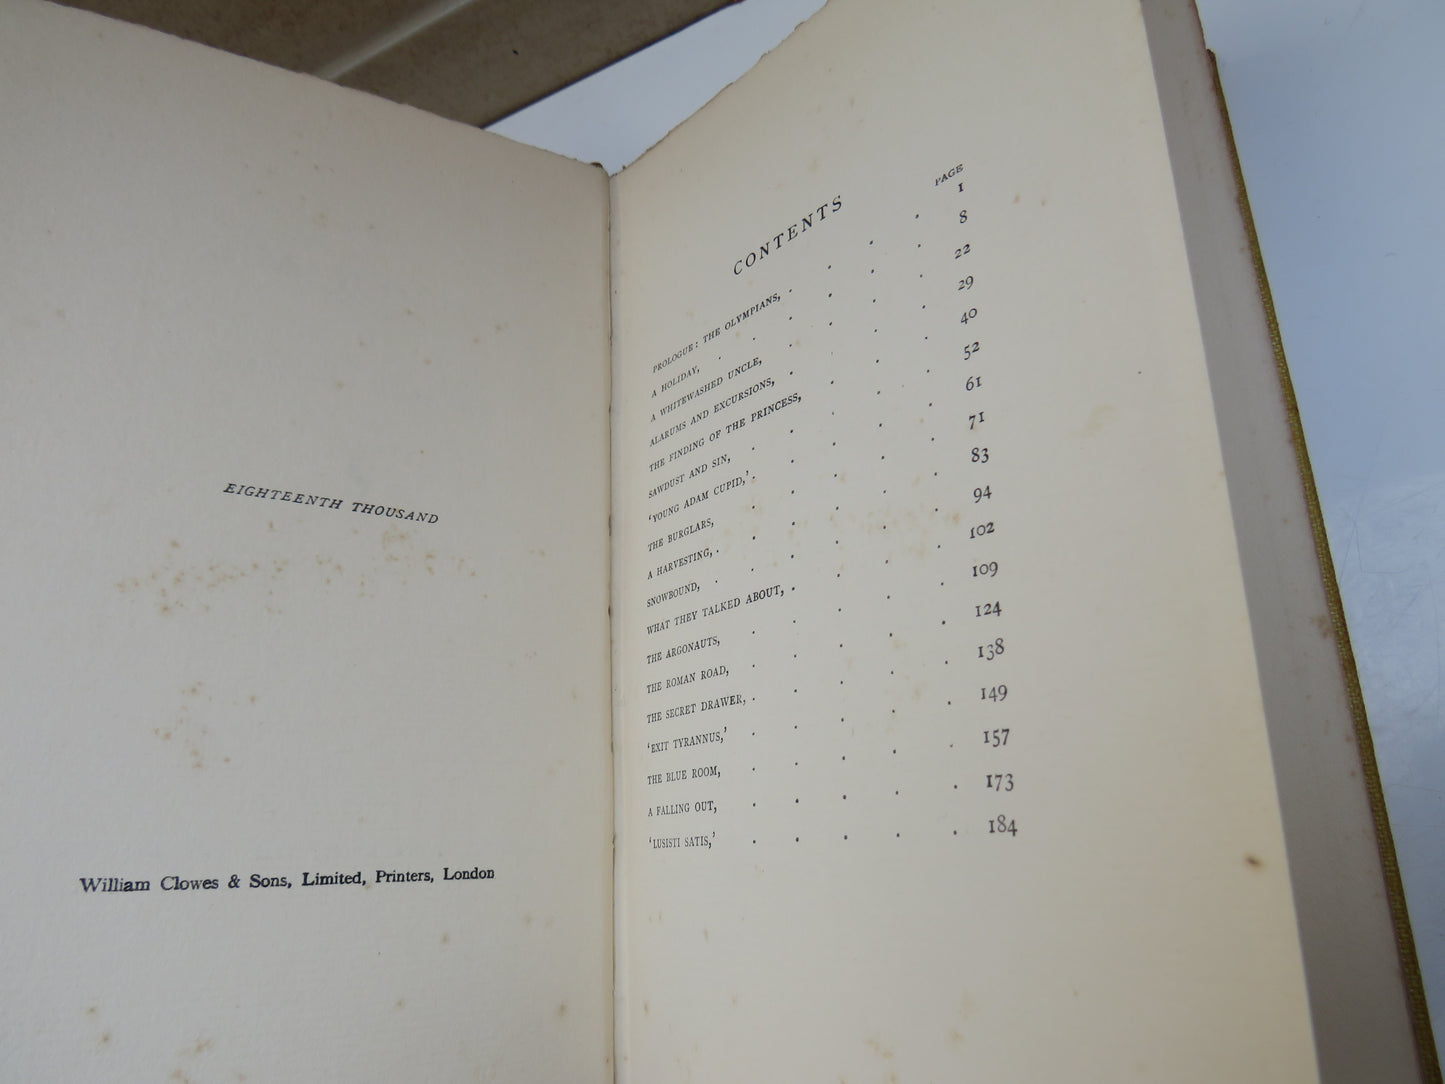 EIGHTEENTH THOUSAND
William Clowes & Sons, Limited, Printers, London
CONTENTS
PAGE
PROLOGUE: THE OLYMPIANS, . . . . 1
A HOLIDAY, . . . . . 8
A WHITEWASHED UNCLE, . . . . 22
ALARUMS AND EXCURSIONS, . . . . 29
THE FINDING OF THE PRINCESS, . . . 40
SAWDUST AND SIN, . . . . . 52
'YOUNG ADAM CUPID,' . . . . . 61
THE BURGLARS, . . . . . 71
A HARVESTING, . . . . . . 83
SNOWBOUND, . . . . . . 94
WHAT THEY TALKED ABOUT, . . . . 102
THE ARGONAUTS, . . . . . 109
THE ROMAN ROAD, . . . . . 124
THE SECRET DRAWER, . . . . . 138
'EXIT TYRANNUS,' . . . . . 149
THE BLUE ROOM, . . . . . 157
A FALLING OUT, . . . . . 173
'LUSISTI SATIS,' . . . . . 184